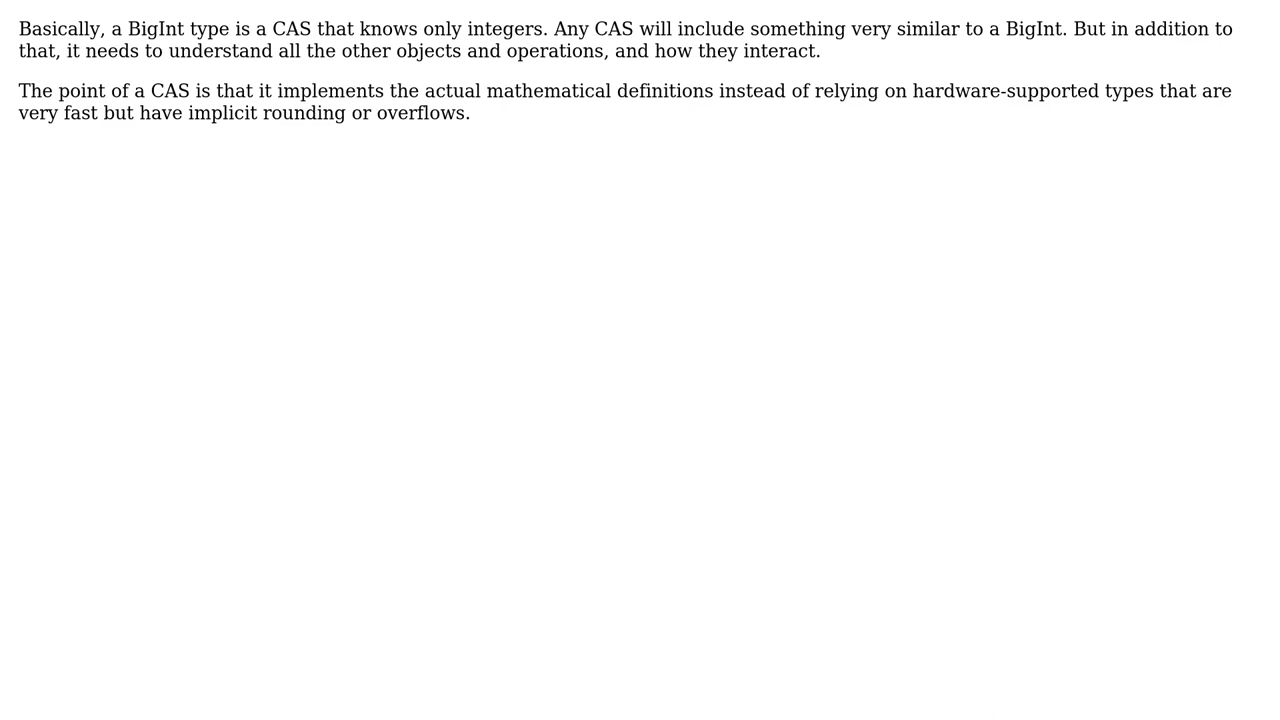 Basically, a BigInt type is a CAS that knows only integers. Any CAS will include something very similar to a BigInt. But in addition to
that, it needs to understand all the other objects and operations, and how they interact.
The point of a CAS is that it implements the actual mathematical definitions instead of relying on hardware-supported types that are
very fast but have implicit rounding or overflows.